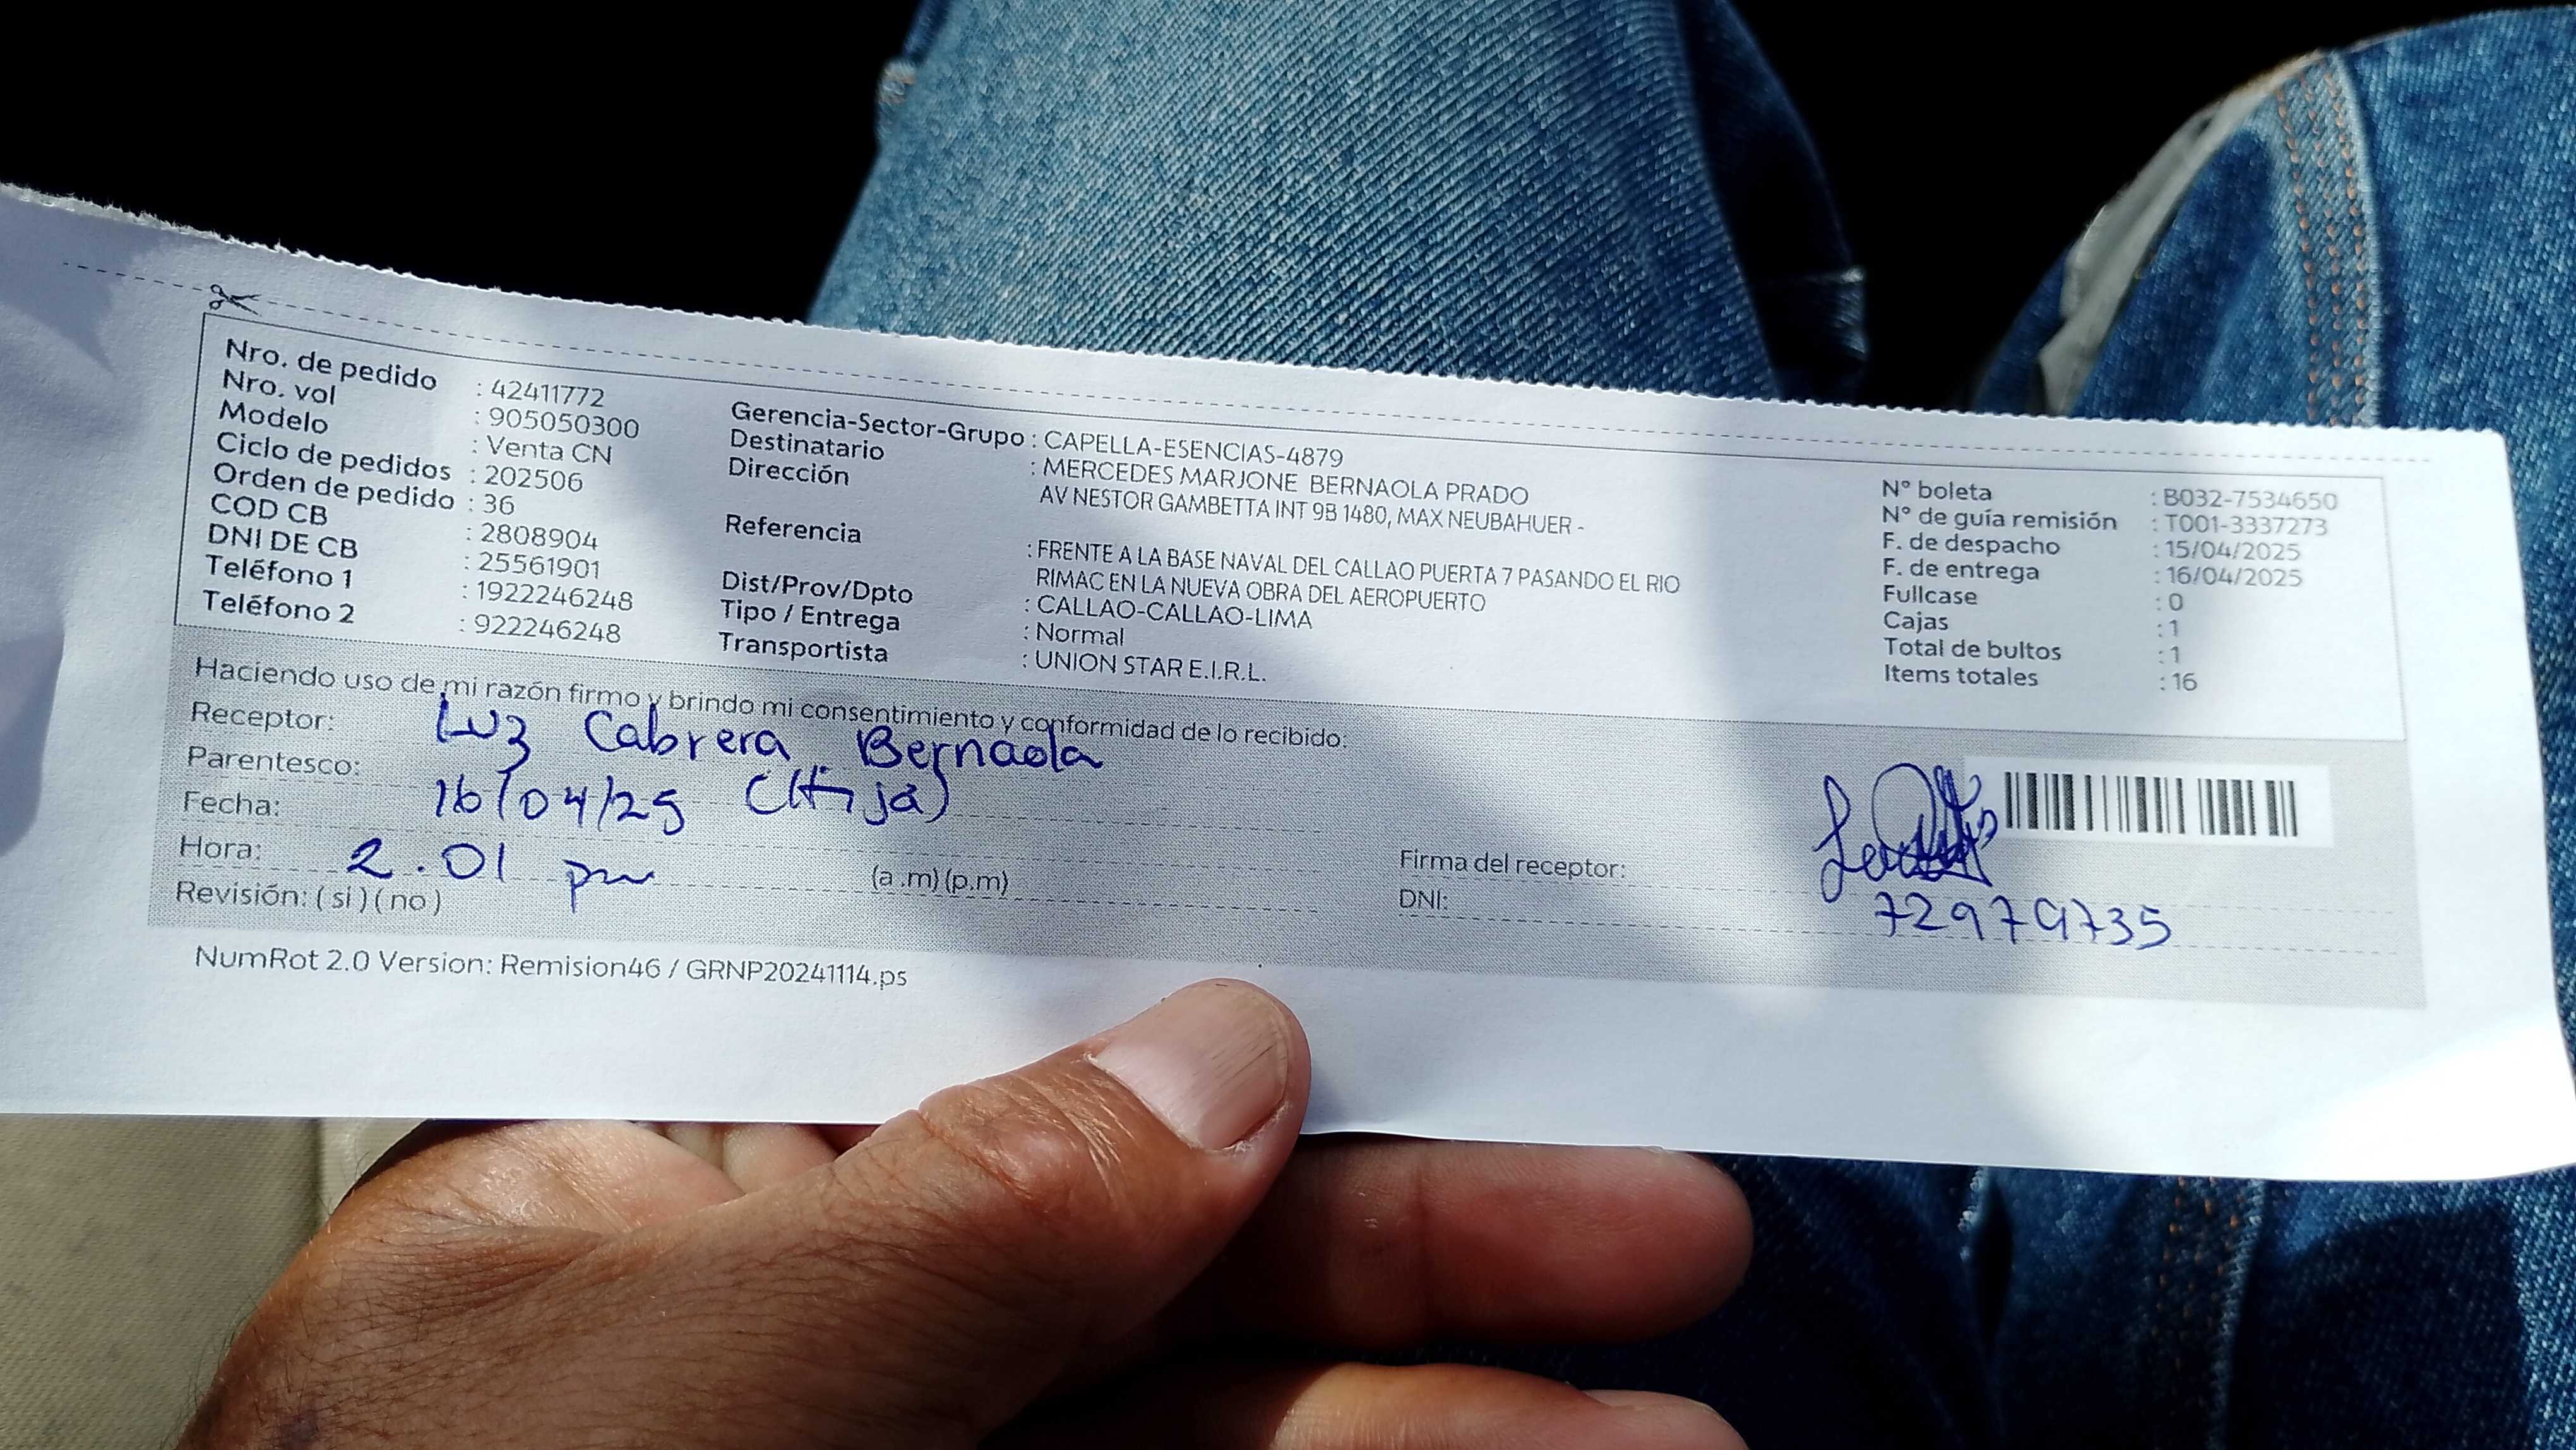 Nro. de pedido : 42411772
Nro. vol : 905050300
Modelo : Venta CN
Ciclo de pedidos : 202506
Orden de pedido : 36
COD CB : 2808904
DNI DE CB : 25561901
Teléfono 1 : 1922246248
Teléfono 2 : 922246248
Gerencia-Sector-Grupo : CAPELLA-ESENCIAS-4879
Destinatario : MERCEDES MARJONE BERNAOLA PRADO
Dirección AV NESTOR GAMBETTA INT 9B 1480, MAX NEUBAHUER -
Referencia : FRENTE A LA BASE NAVAL DEL CALLAO PUERTA 7 PASANDO EL RIO
RIMAC EN LA NUEVA OBRA DEL AEROPUERTO
Dist/Prov/Dpto : CALLAO-CALLAO-LIMA
Tipo / Entrega : Normal
Transportista : UNION STAR E.I.R.L.
N° boleta : B032-7534650
N° de guía remisión : T001-3337273
F. de despacho : 15/04/2025
F. de entrega : 16/04/2025
Fullcase : 0
Cajas : 1
Total de bultos : 1
Items totales : 16
Haciendo uso de mi razón firmo y brindo mi consentimiento y conformidad de lo recibido:
Receptor: Luz Cabrera Bernaola
Parentesco: (Hija)
Fecha: 16/04/25
Hora: 2.01 pm (a .m) (p.m)
Revisión: ( si ) ( no )
Firma del receptor:
DNI: 72979735
NumRot 2.0 Version: Remision46 / GRNP20241114.ps